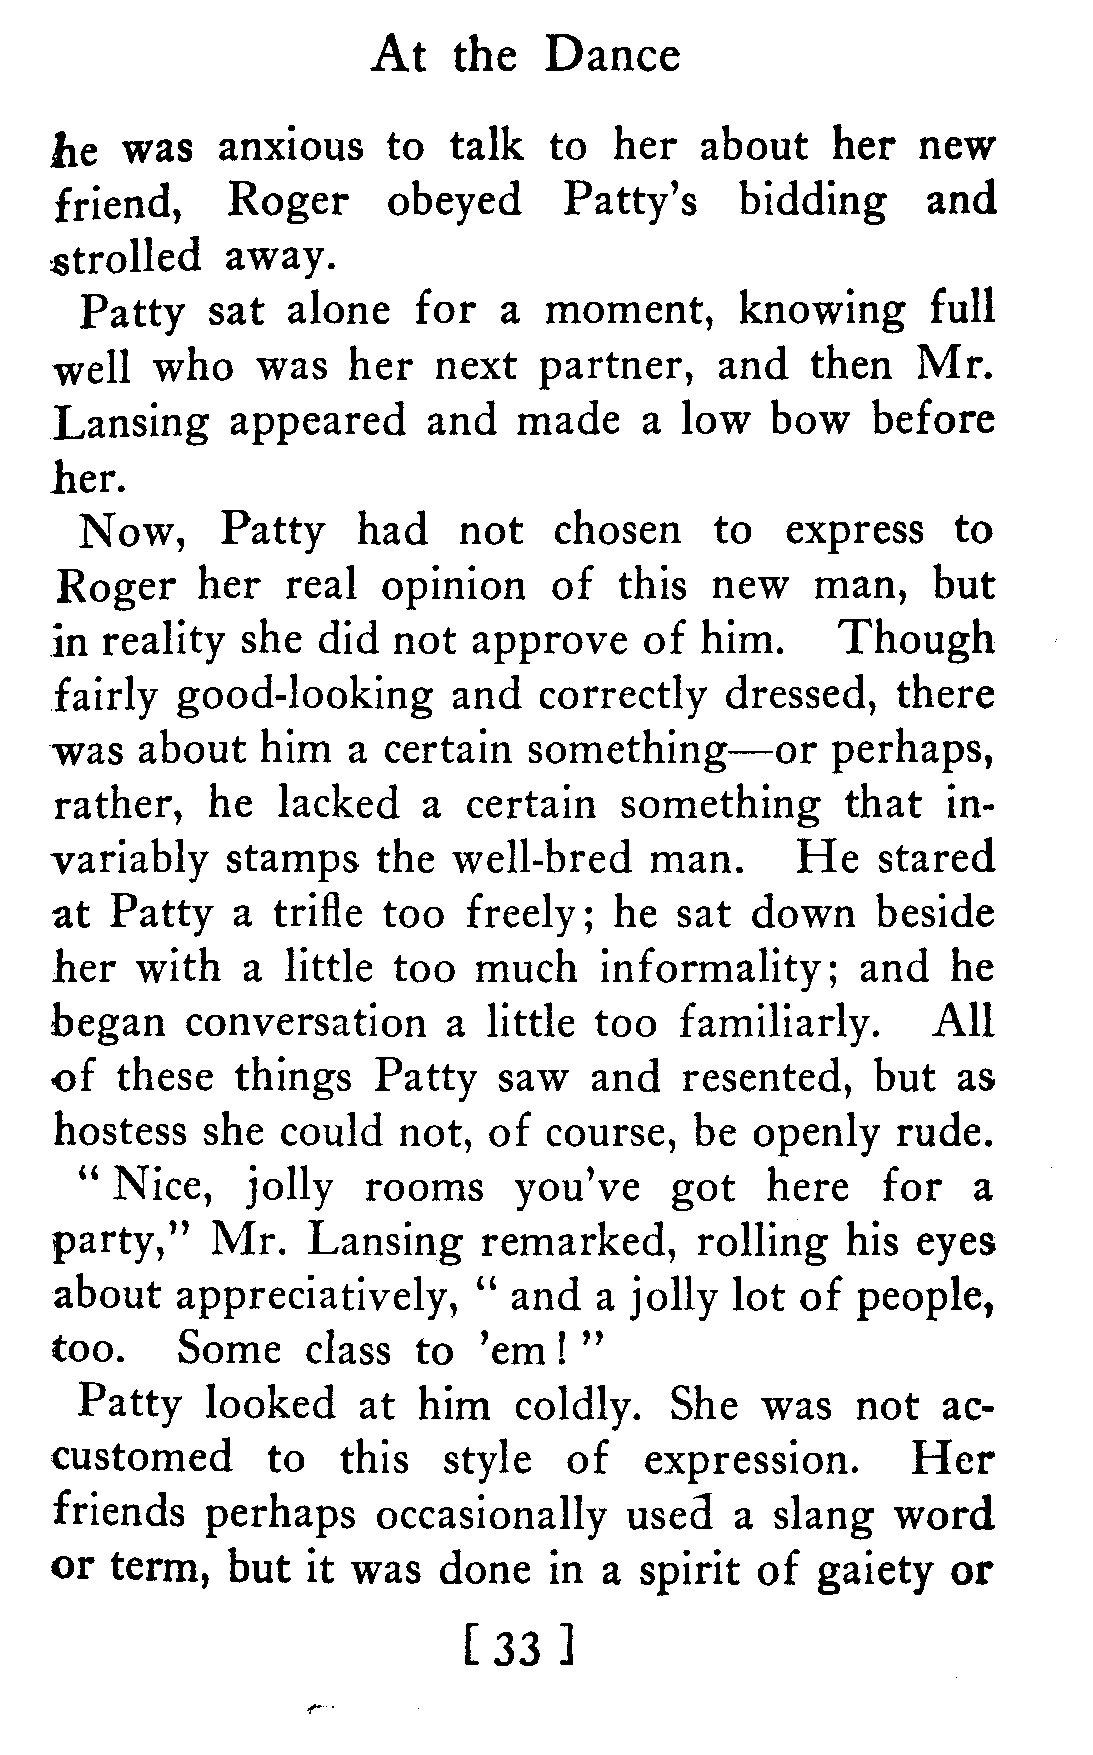 At the Dance
he was anxious to talk to her about her new
friend, Roger obeyed Patty's bidding and
strolled away.
Patty sat alone for a moment, knowing full
well who was her next partner, and then Mr.
Lansing appeared and made a low bow before
her.
Now, Patty had not chosen to express to
Roger her real opinion of this new man, but
in reality she did not approve of him. Though
fairly good-looking and correctly dressed, there
was about him a certain something—or perhaps,
rather, he lacked a certain something that in-
variably stamps the well-bred man. He stared
at Patty a trifle too freely; he sat down beside
her with a little too much informality; and he
began conversation a little too familiarly. All
of these things Patty saw and resented, but as
hostess she could not, of course, be openly rude.
" Nice, jolly rooms you've got here for a
party," Mr. Lansing remarked, rolling his eyes
about appreciatively, " and a jolly lot of people,
too. Some class to 'em ! "
Patty looked at him coldly. She was not ac-
customed to this style of expression. Her
friends perhaps occasionally used a slang word
or term, but it was done in a spirit of gaiety or
[ 33 ]